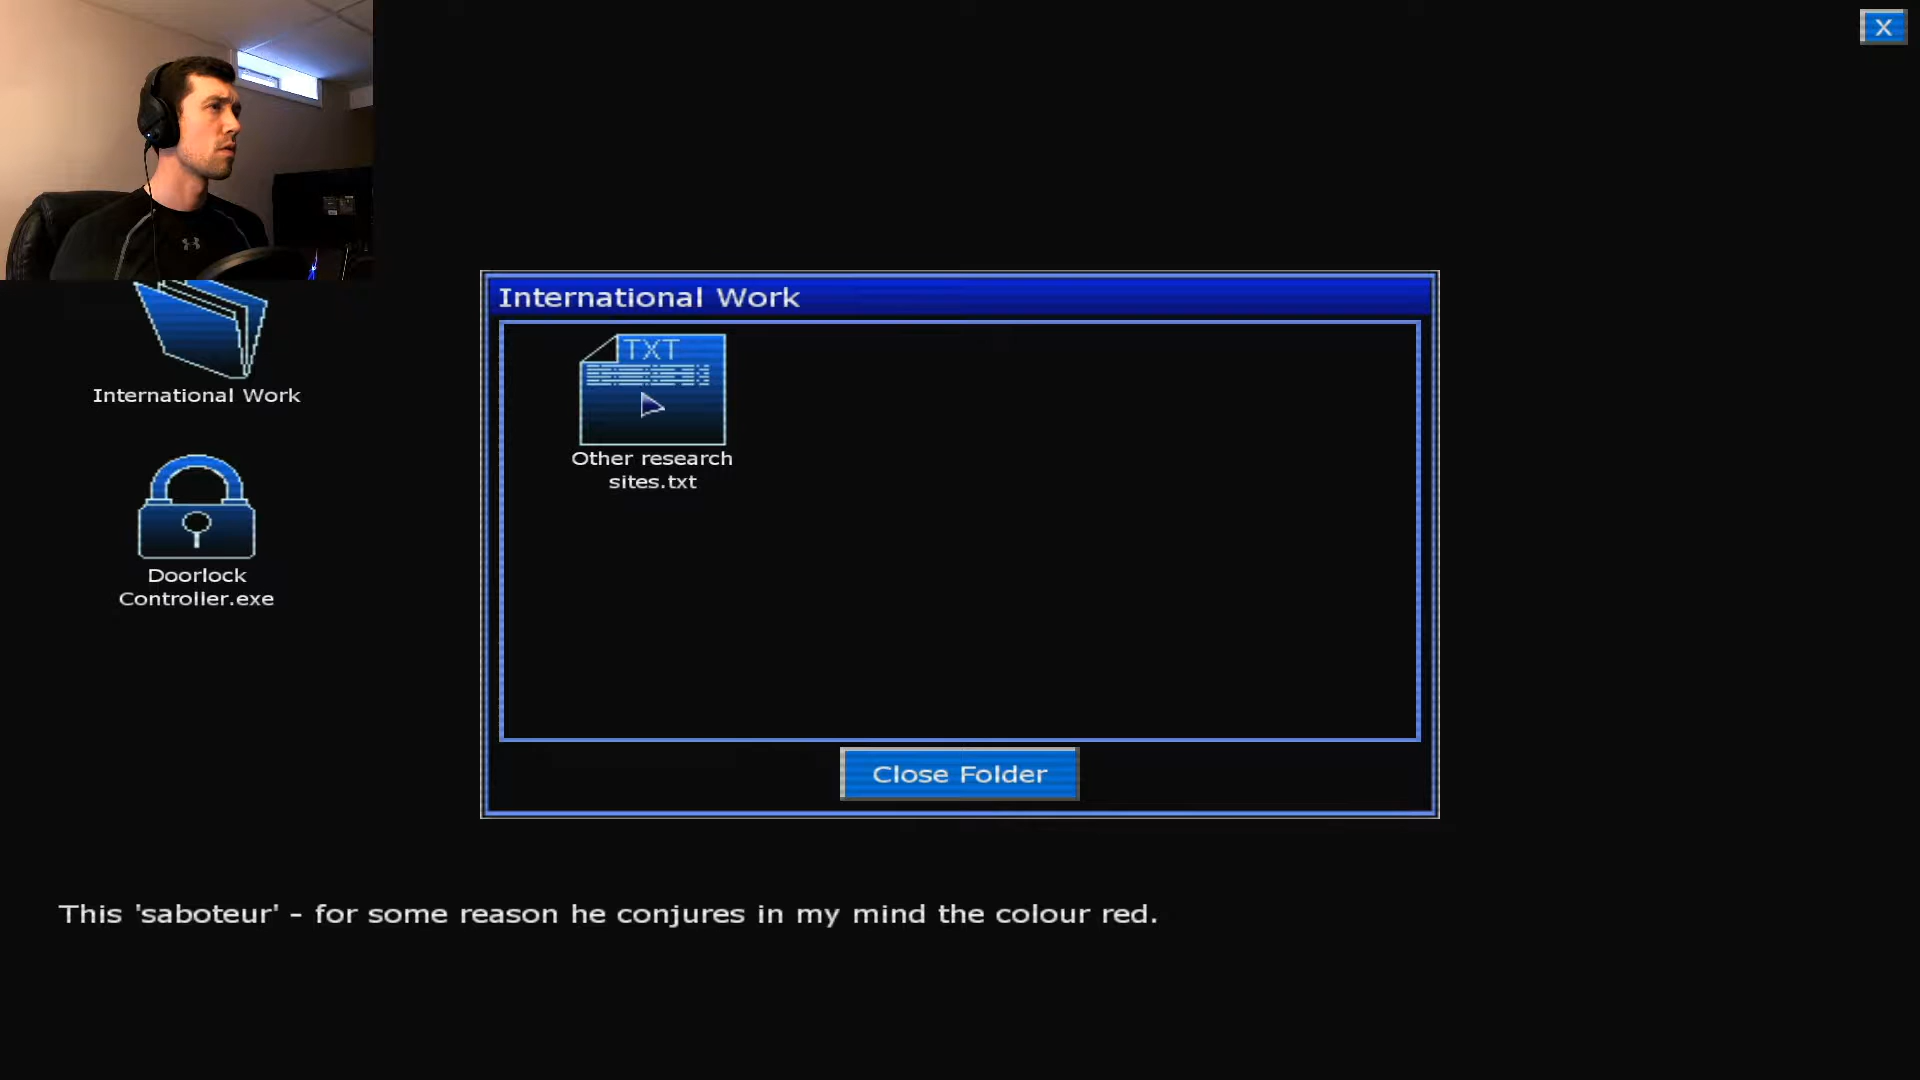 X
International Work
TXT
International Work
Other research
sites.txt
Doorlock
Controller.exe
Close Folder
This 'saboteur' - for some reason he conjures in my mind the colour red.